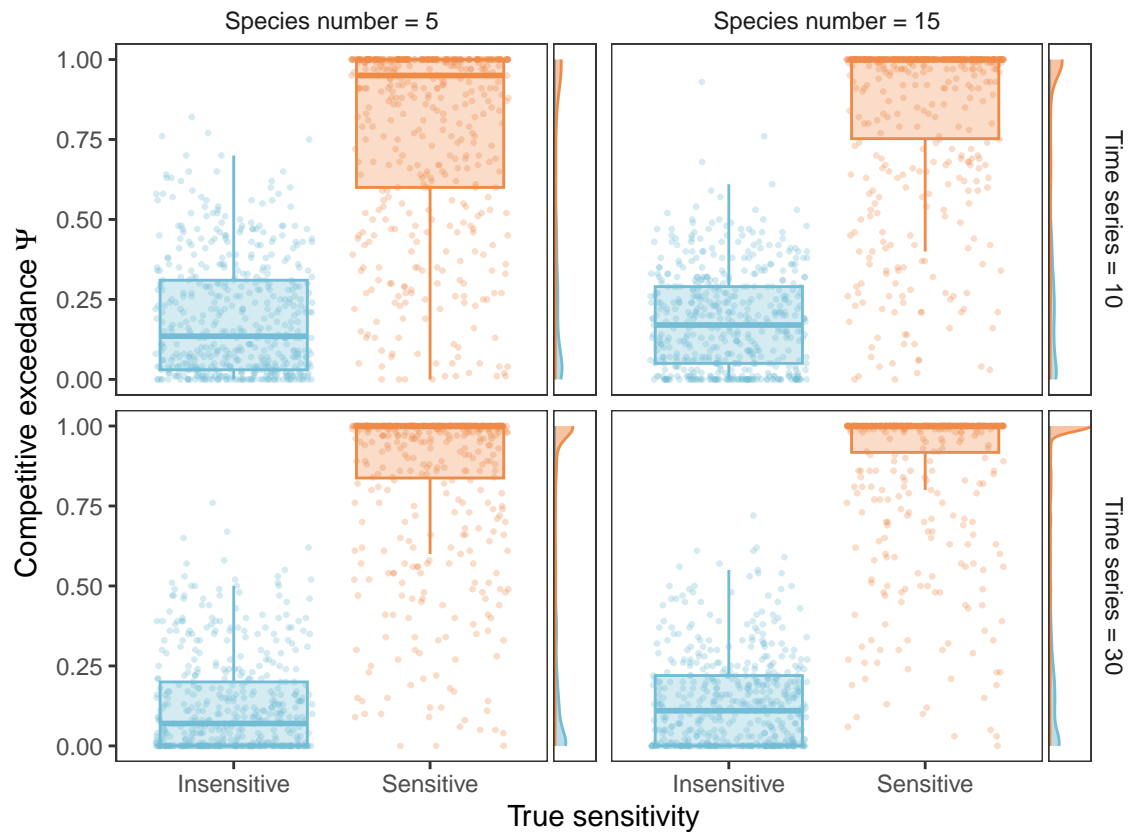 Species number = 5
Species number = 15
Competitive exceedance Ψ
1.00
0.75
0.50
0.25
0.00
Time series = 10
1.00
0.75
0.50
0.25
0.00
Time series = 30
Insensitive
Sensitive
Insensitive
Sensitive
True sensitivity